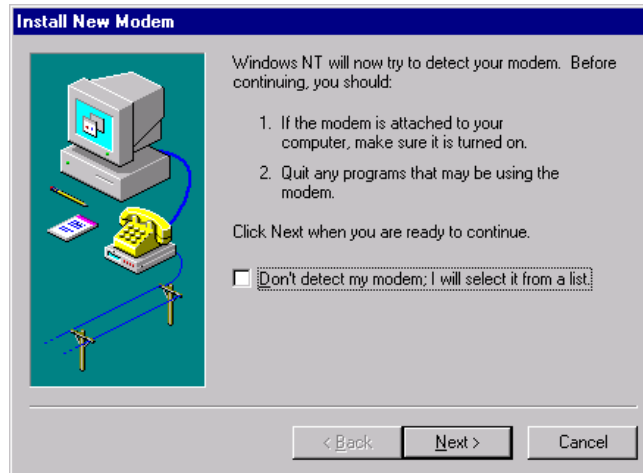 Install New Modem
Windows NT will now try to detect your modem.  Before
continuing, you should:
1.  If the modem is attached to your
computer, make sure it is turned on.
2.  Quit any programs that may be using the
modem.
Click Next when you are ready to continue.
Don't detect my modem; I will select it from a list.
< Back
Next >
Cancel